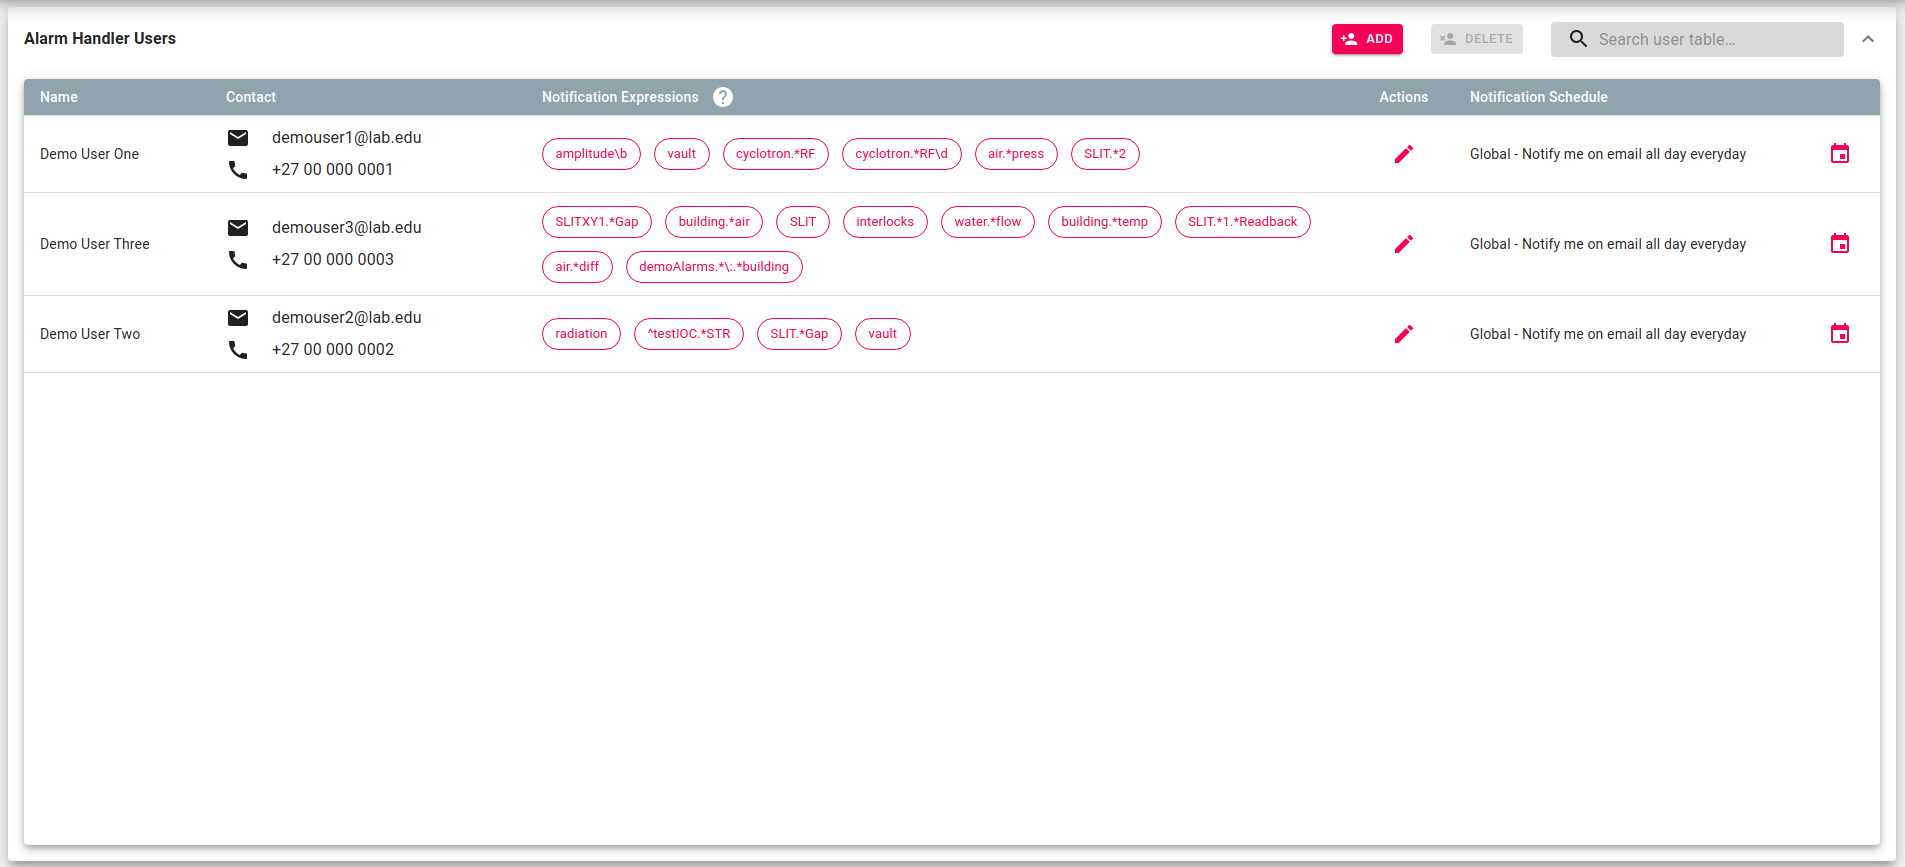 Alarm Handler Users
ADD
DELETE
Search user table...
Name Contact Notification Expressions ? Actions Notification Schedule
Demo User One
demouser1@lab.edu
+27 00 000 0001
amplitude\b vault cyclotron.*RF cyclotron.*RF\d air.*press SLIT.*2
Global - Notify me on email all day everyday
Demo User Three
demouser3@lab.edu
+27 00 000 0003
SLITXY1.*Gap building.*air SLIT interlocks water.*flow building.*temp SLIT.*1.*Readback
air.*diff demoAlarms.*\:.*building
Global - Notify me on email all day everyday
Demo User Two
demouser2@lab.edu
+27 00 000 0002
radiation ^testIOC.*STR SLIT.*Gap vault
Global - Notify me on email all day everyday